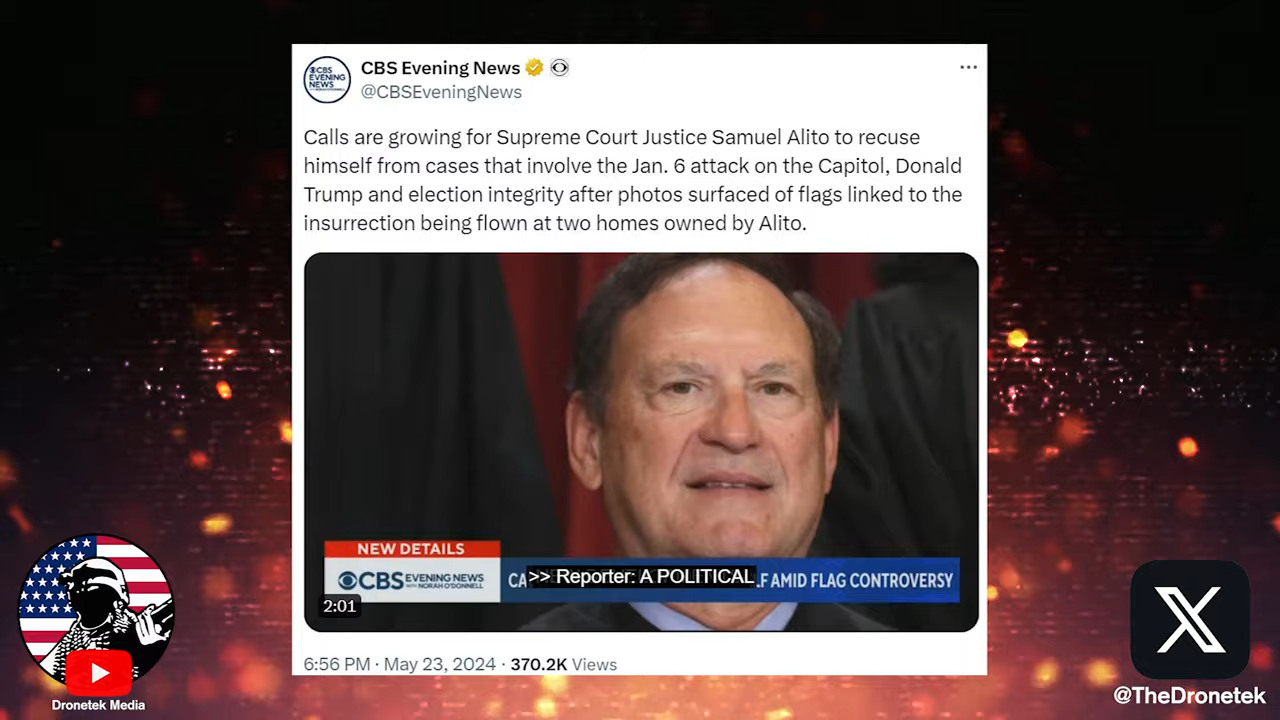 CBS Evening News
@CBSEveningNews
Calls are growing for Supreme Court Justice Samuel Alito to recuse
himself from cases that involve the Jan. 6 attack on the Capitol, Donald
Trump and election integrity after photos surfaced of flags linked to the
insurrection being flown at two homes owned by Alito.
NEW DETAILS
CBS EVENING NEWS
WITH NORAH O'DONNELL
>> Reporter: A POLITICAL
AMID FLAG CONTROVERSY
2:01
6:56 PM · May 23, 2024 · 370.2K Views
Dronetek Media
@TheDronetek